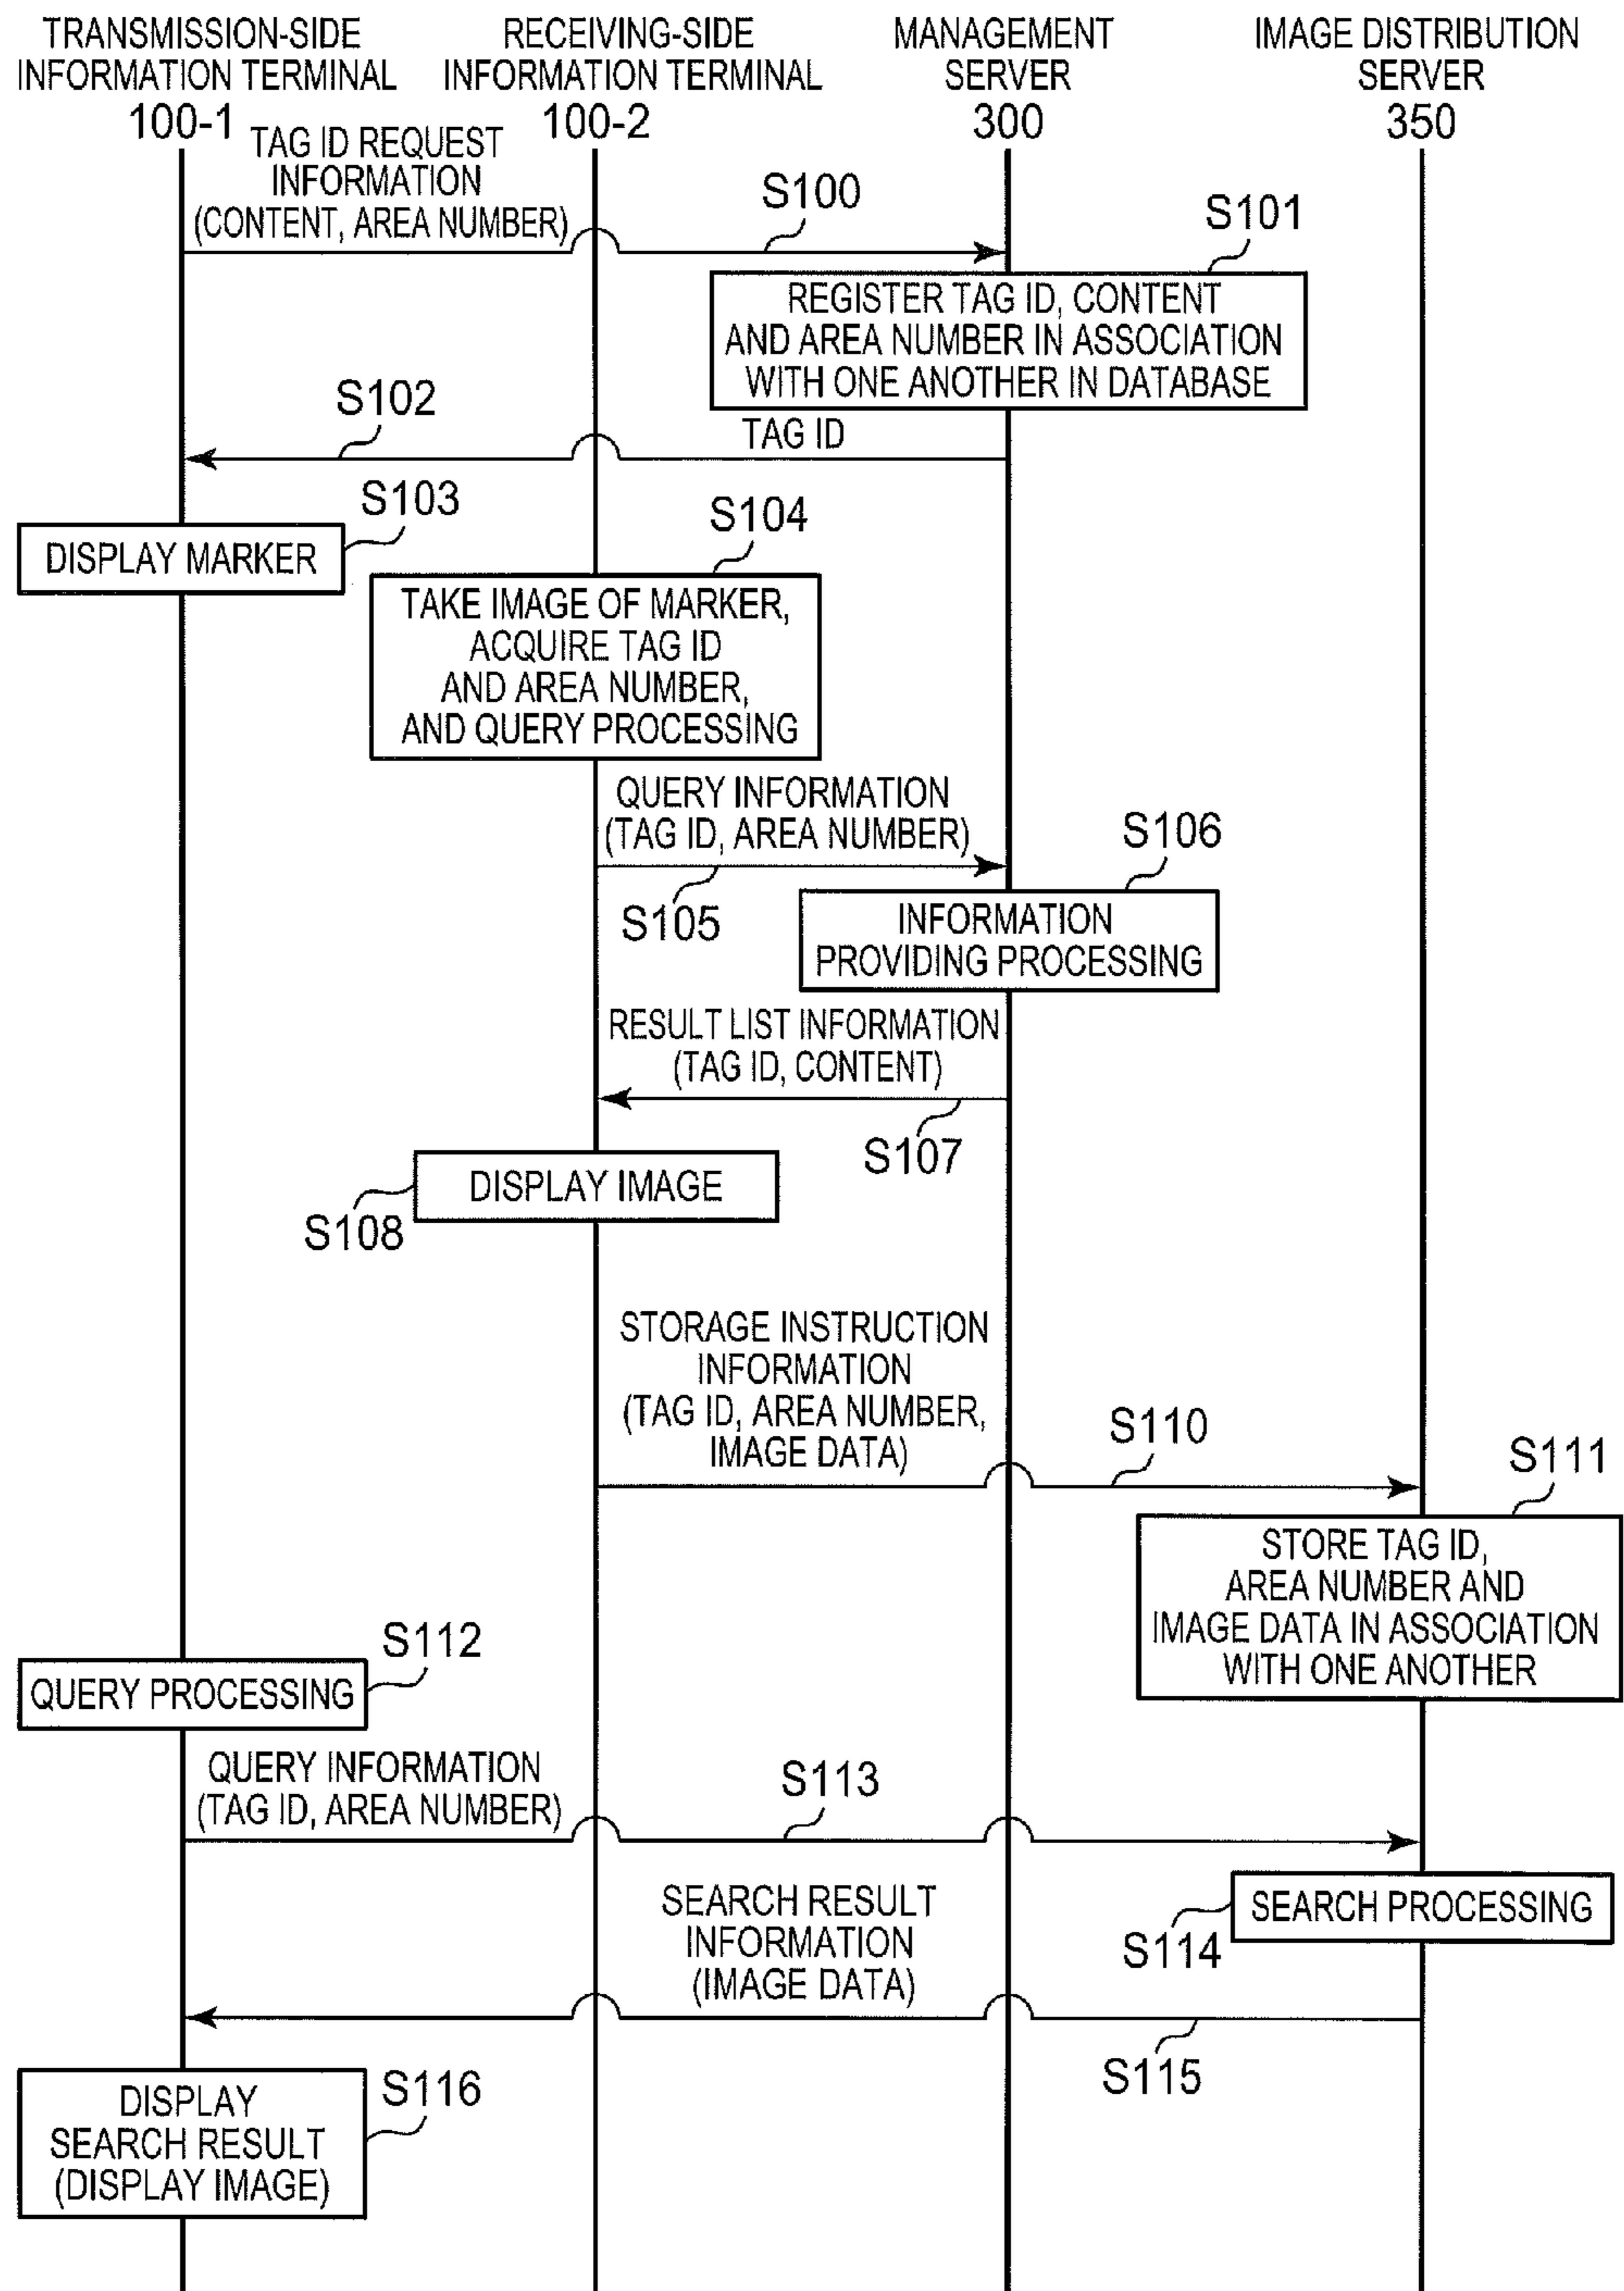 TRANSMISSION-SIDE
INFORMATION TERMINAL
100-1
RECEIVING-SIDE
INFORMATION TERMINAL
100-2
MANAGEMENT
SERVER
300
IMAGE DISTRIBUTION
SERVER
350
TAG ID REQUEST
INFORMATION
(CONTENT, AREA NUMBER)
S100
S101
REGISTER TAG ID, CONTENT
AND AREA NUMBER IN ASSOCIATION
WITH ONE ANOTHER IN DATABASE
S102
TAG ID
S103
DISPLAY MARKER
S104
TAKE IMAGE OF MARKER,
ACQUIRE TAG ID
AND AREA NUMBER,
AND QUERY PROCESSING
QUERY INFORMATION
(TAG ID, AREA NUMBER)
S105
S106
INFORMATION
PROVIDING PROCESSING
RESULT LIST INFORMATION
(TAG ID, CONTENT)
S107
DISPLAY IMAGE
S108
STORAGE INSTRUCTION
INFORMATION
(TAG ID, AREA NUMBER,
IMAGE DATA)
S110
S111
STORE TAG ID,
AREA NUMBER AND
IMAGE DATA IN ASSOCIATION
WITH ONE ANOTHER
S112
QUERY PROCESSING
QUERY INFORMATION
(TAG ID, AREA NUMBER)
S113
SEARCH PROCESSING
S114
SEARCH RESULT
INFORMATION
(IMAGE DATA)
S115
DISPLAY
SEARCH RESULT
(DISPLAY IMAGE)
S116